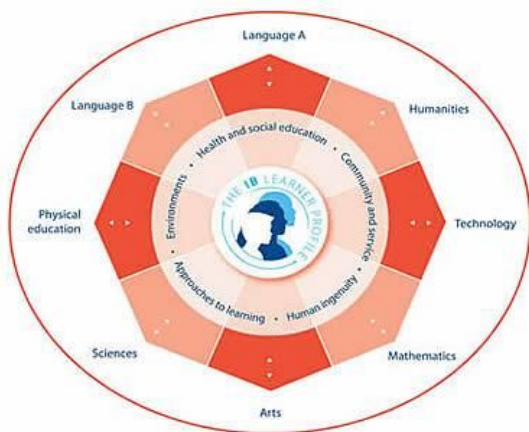 Language A
Language B
Humanities
Health and social education
•
Community and service
•
Human ingenuity
•
Approaches to learning
•
Environments
•
THE IB LEARNER PROFILE
Physical
education
Technology
Sciences
Mathematics
Arts